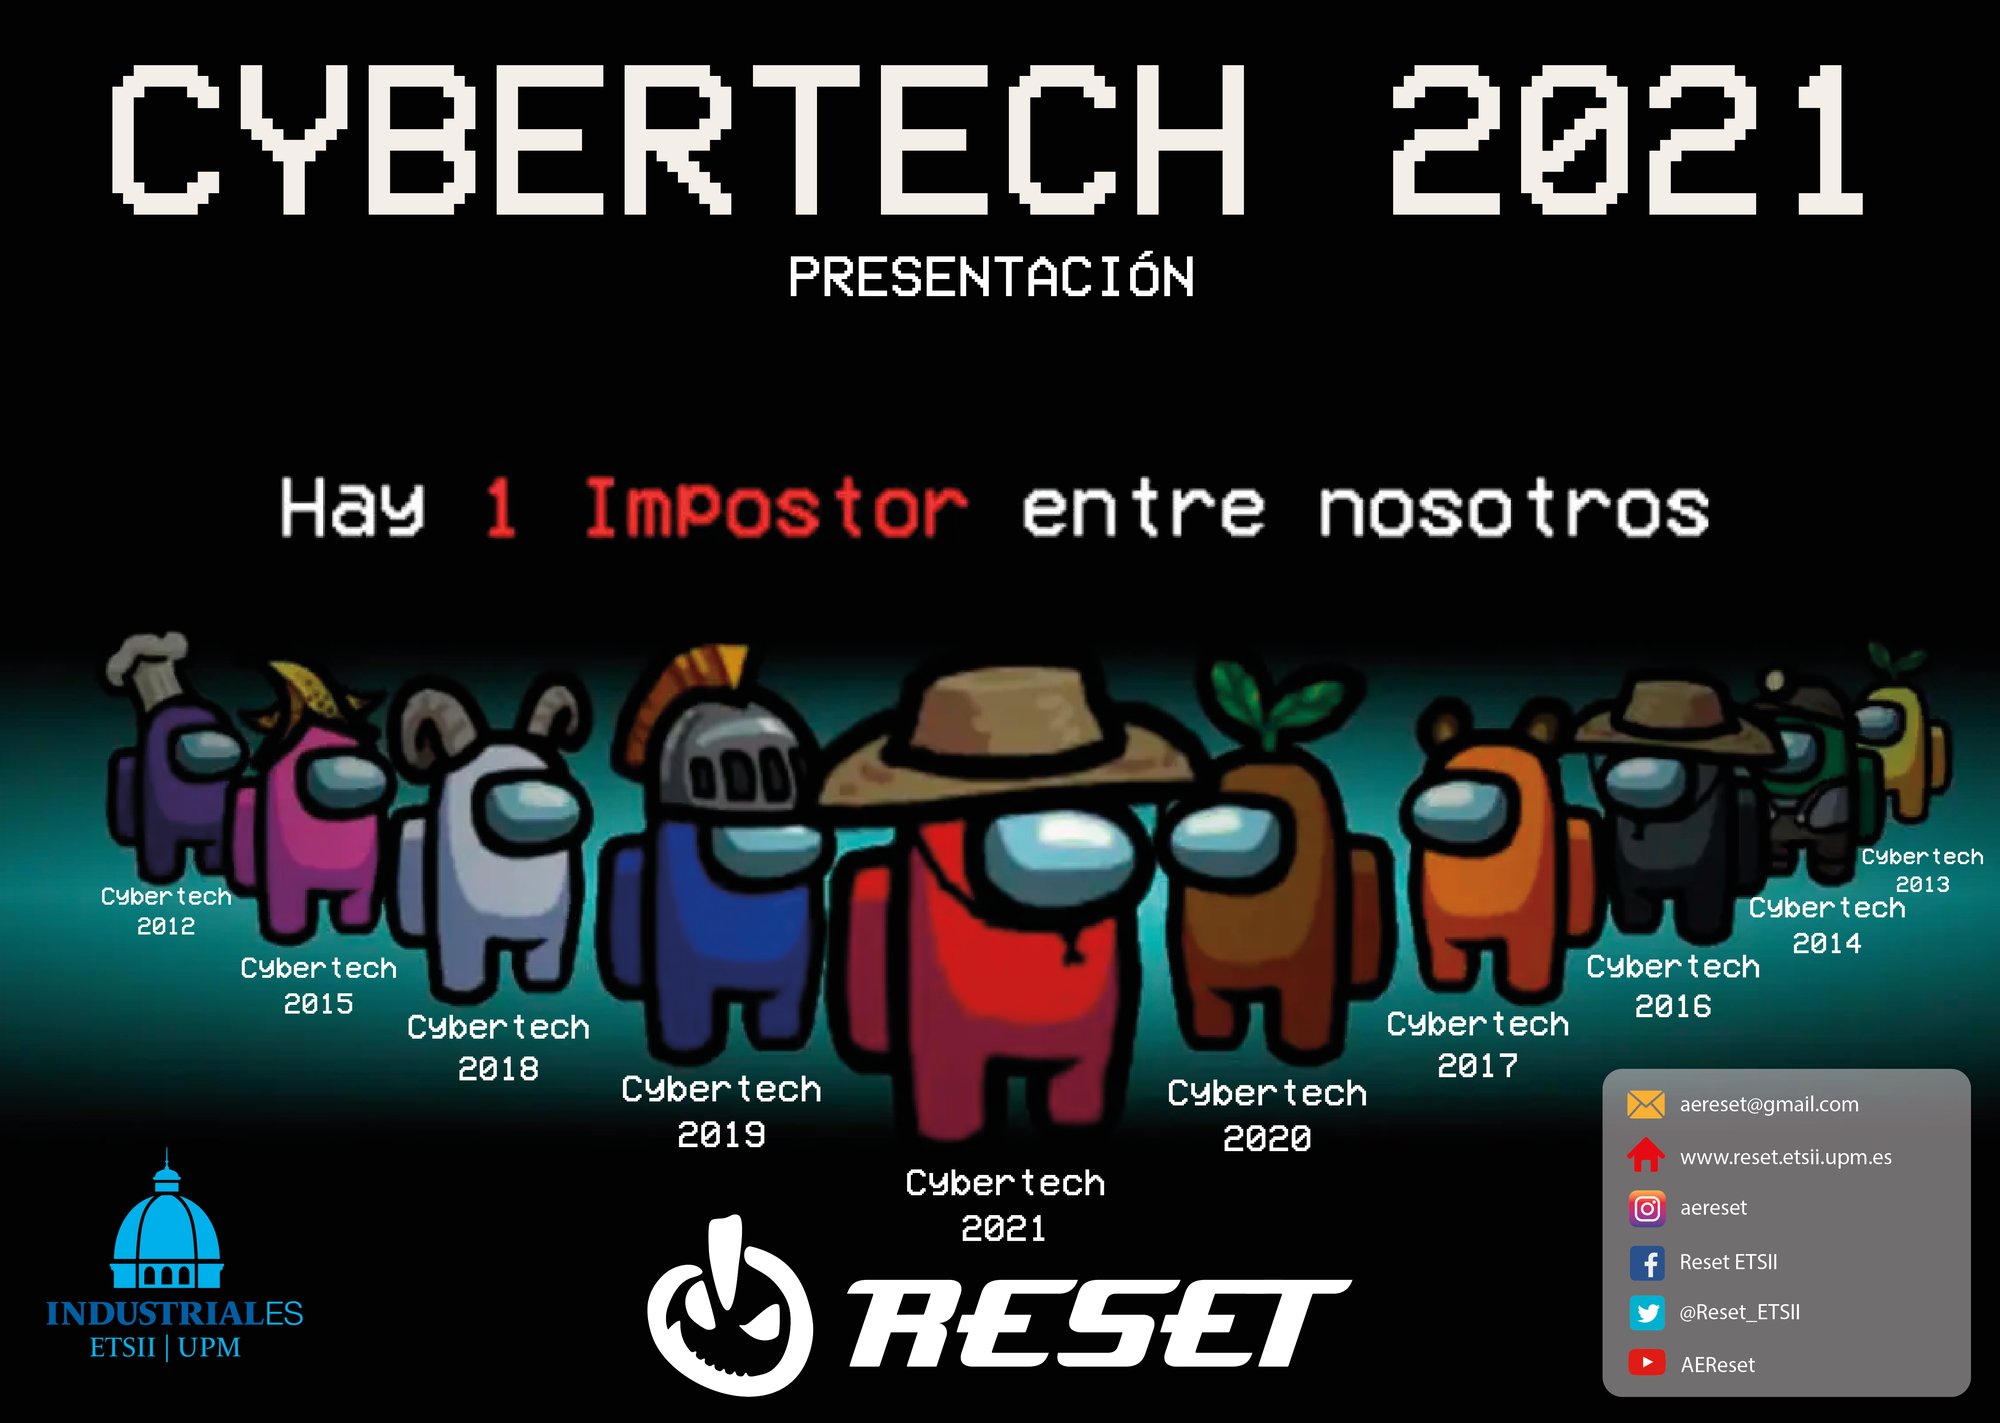 CYBERTECH 2021
PRESENTACIÓN
Hay 1 Impostor entre nosotros
Cybertech
2012
Cybertech
2015
Cybertech
2018
Cybertech
2019
Cybertech
2021
Cybertech
2020
Cybertech
2017
Cybertech
2016
Cybertech
2014
Cybertech
2013
INDUSTRIALES
ETSII | UPM
RESET
aereset@gmail.com
www.reset.etsii.upm.es
aereset
Reset ETSII
@Reset_ETSII
AEReset